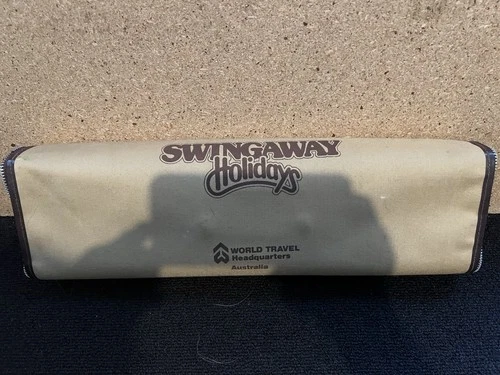 SWINGAWAY
Holidays
WORLD TRAVEL
Headquarters
Australia